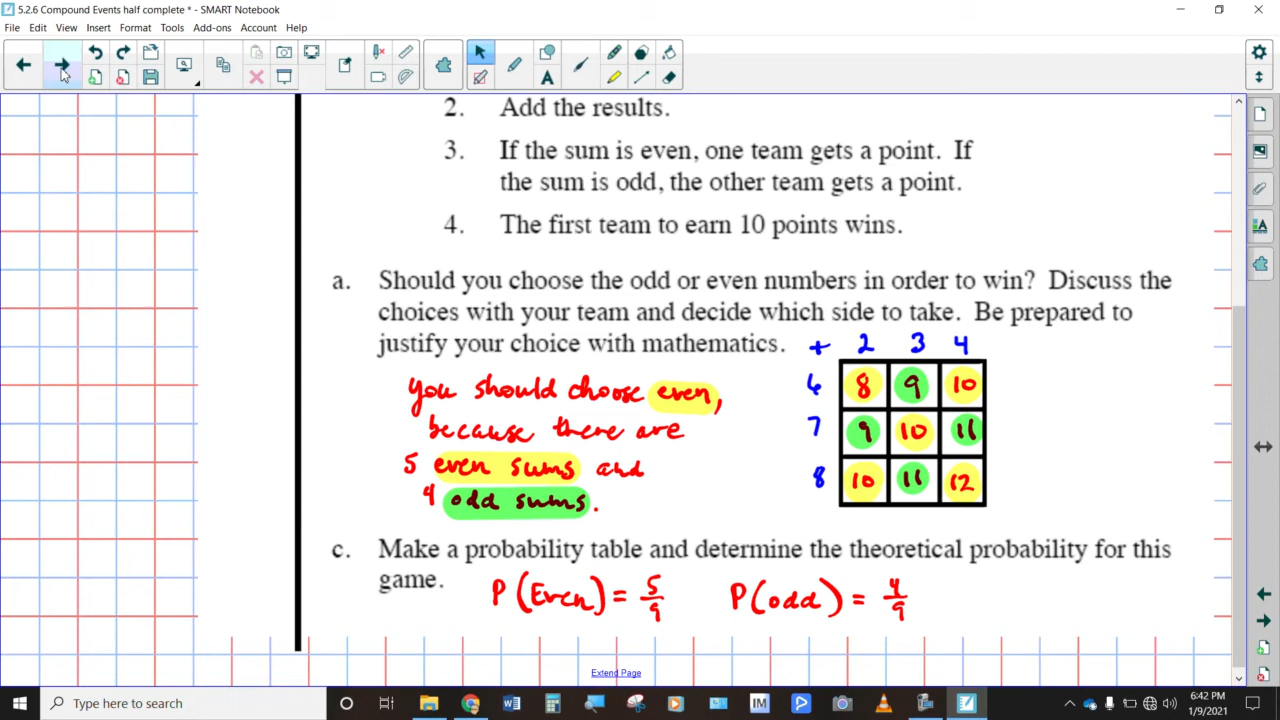 5.2.6 Compound Events half complete * - SMART Notebook
File Edit View Insert Format Tools Add-ons Account Help
2. Add the results.
3. If the sum is even, one team gets a point. If
the sum is odd, the other team gets a point.
4. The first team to earn 10 points wins.
a. Should you choose the odd or even numbers in order to win? Discuss the
choices with your team and decide which side to take. Be prepared to
justify your choice with mathematics.
+ 2 3 4
6 8 9 10
7 9 10 11
8 10 11 12
you should choose even,
because there are
5 even sums and
4 odd sums.
c. Make a probability table and determine the theoretical probability for this
game.
P(Even) = 5/9 P(odd) = 4/9
Extend Page
Type here to search
6:42 PM
1/9/2021